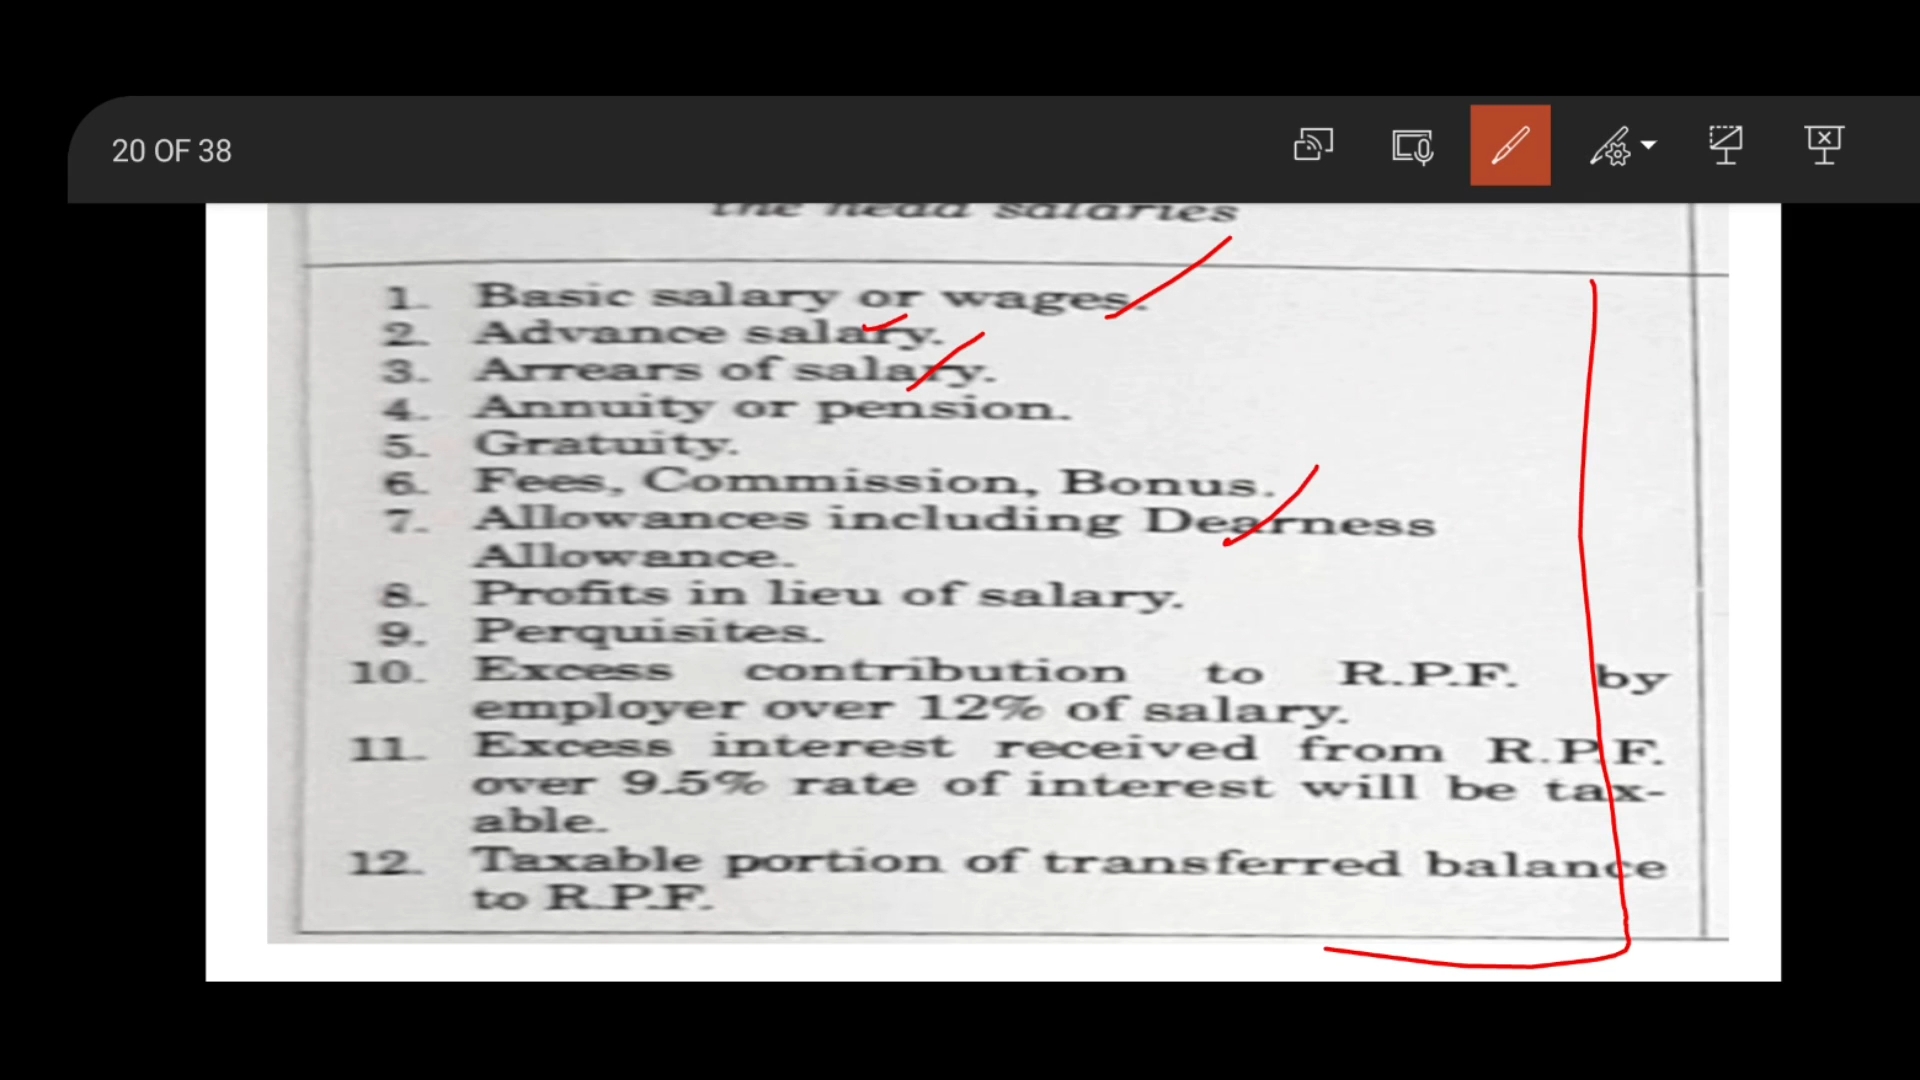 20 OF 38
the head salaries
1. Basic salary or wages.
2. Advance salary.
3. Arrears of salary.
4. Annuity or pension.
5. Gratuity.
6. Fees, Commission, Bonus.
7. Allowances including Dearness
Allowance.
8. Profits in lieu of salary.
9. Perquisites.
10. Excess contribution to R.P.F. by
employer over 12% of salary.
11. Excess interest received from R.P.F.
over 9.5% rate of interest will be tax-
able.
12. Taxable portion of transferred balance
to R.P.F.